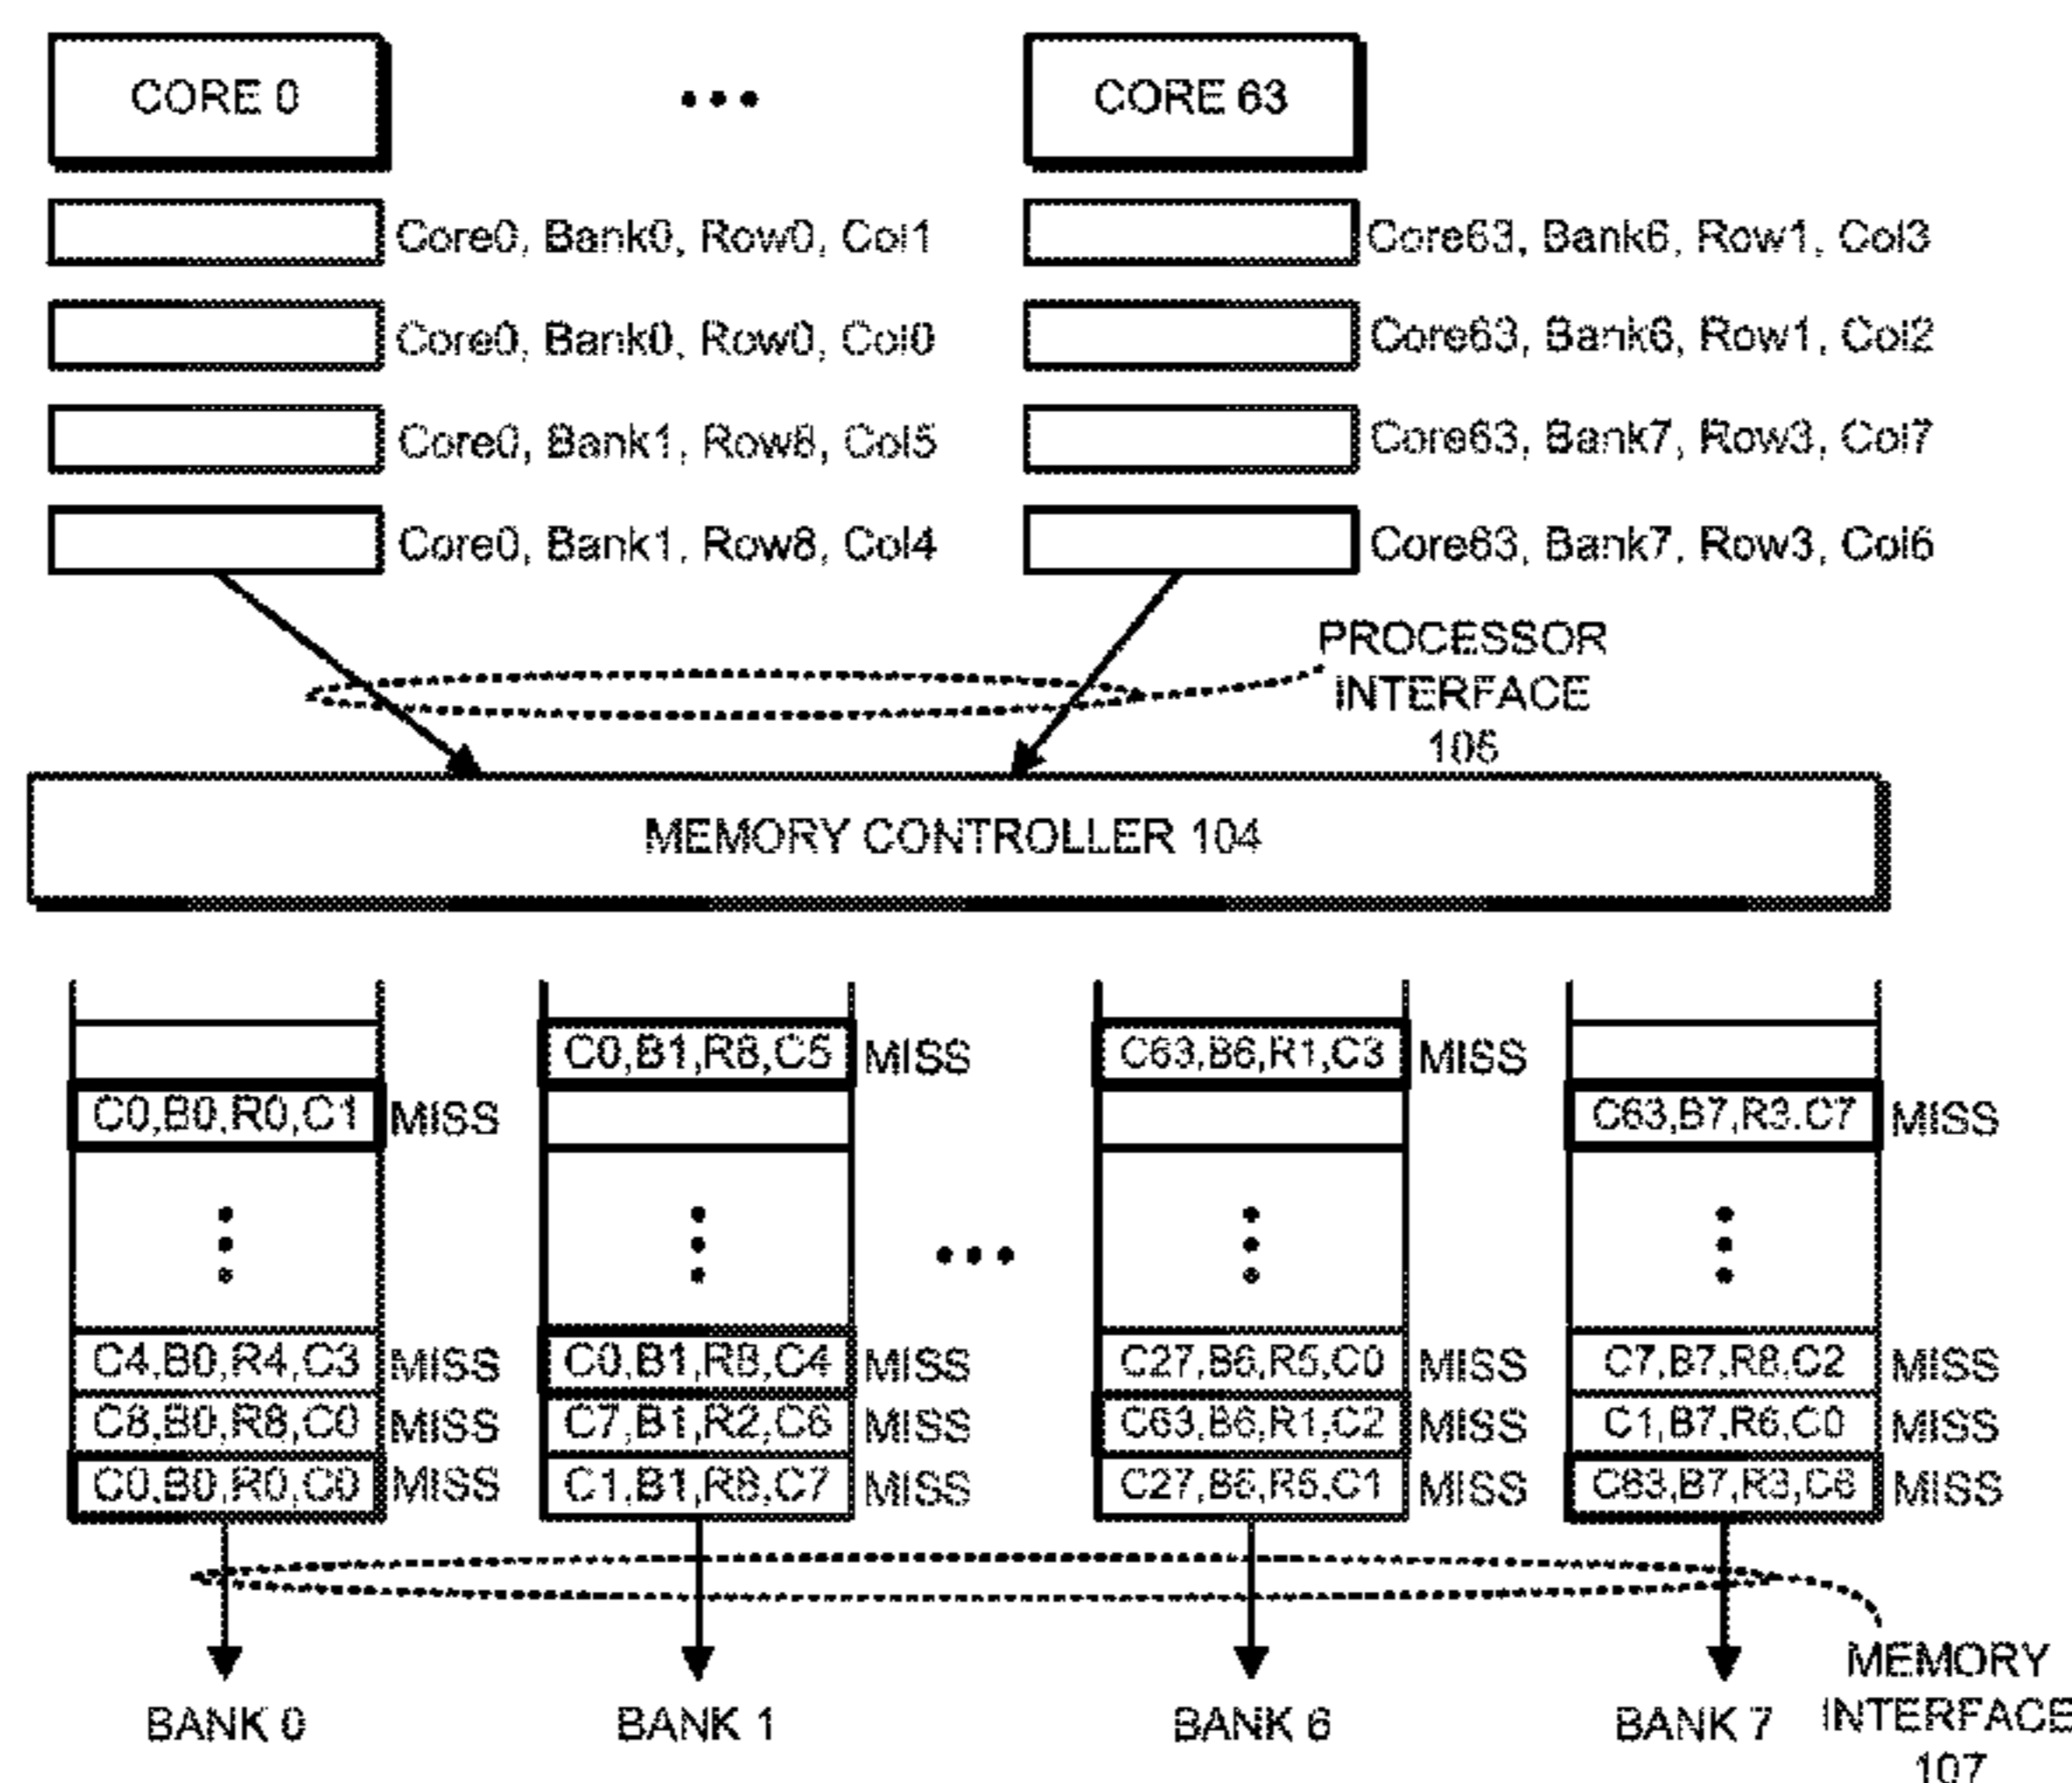 CORE 0
CORE 63
Core0, Bank0, Row0, Col1
Core63, Bank6, Row1, Col3
Core0, Bank0, Row0, Col0
Core63, Bank6, Row1, Col2
Core0, Bank1, Row8, Col5
Core63, Bank7, Row3, Col7
Core0, Bank1, Row8, Col4
Core63, Bank7, Row3, Col6
PROCESSOR
INTERFACE
105
MEMORY CONTROLLER 104
C0,B1,R8,C5 MISS
C63,B6,R1,C3 MISS
C0,B0,R0,C1 MISS
C63,B7,R3.C7 MISS
C4,B0,R4,C3 MISS
C0,B1,R8,C4 MISS
C27,B6,R5,C0 MISS
C7,B7,R8,C2 MISS
C8,B0,R8,C0 MISS
C7,B1,R2,C6 MISS
C63,B6,R1,C2 MISS
C1,B7,R6,C0 MISS
C0,B0,R0,C0 MISS
C1,B1,R6,C7 MISS
C27,B6,R5,C1 MISS
C63,B7,R3,C6 MISS
BANK 0
BANK 1
BANK 6
BANK 7
MEMORY
INTERFACE
107